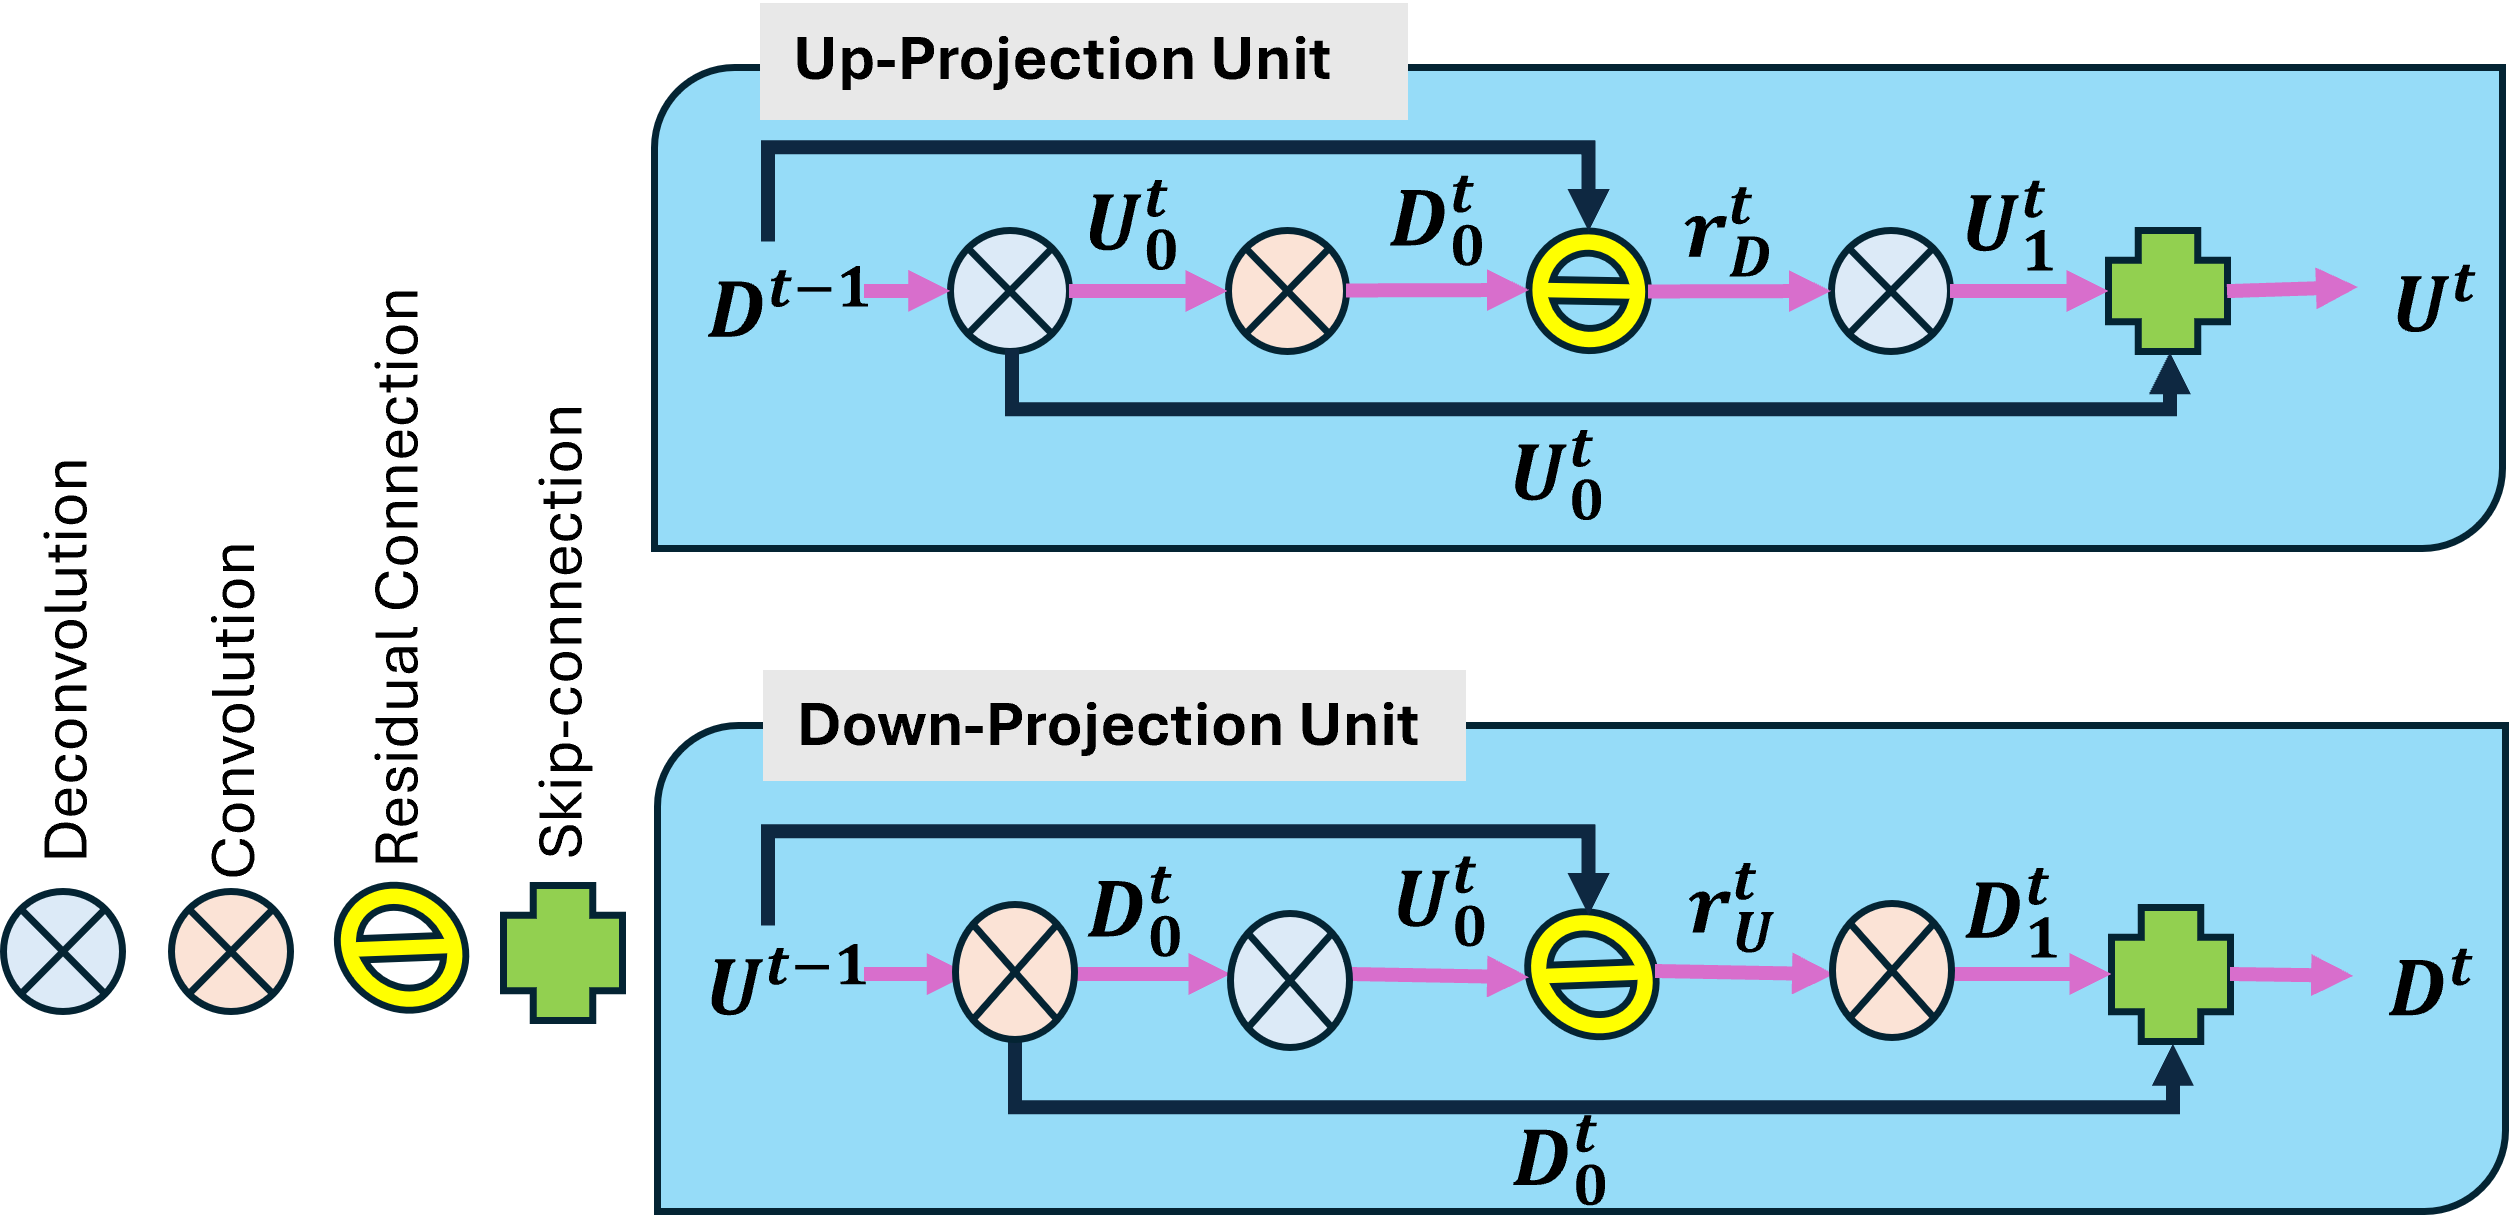 Up-Projection Unit
D^{t-1}
U_0^t
D_0^t
r_D^t
U_1^t
U^t
U_0^t
Deconvolution
Convolution
Residual Connection
Skip-connection
Down-Projection Unit
U^{t-1}
D_0^t
U_0^t
r_U^t
D_1^t
D^t
D_0^t